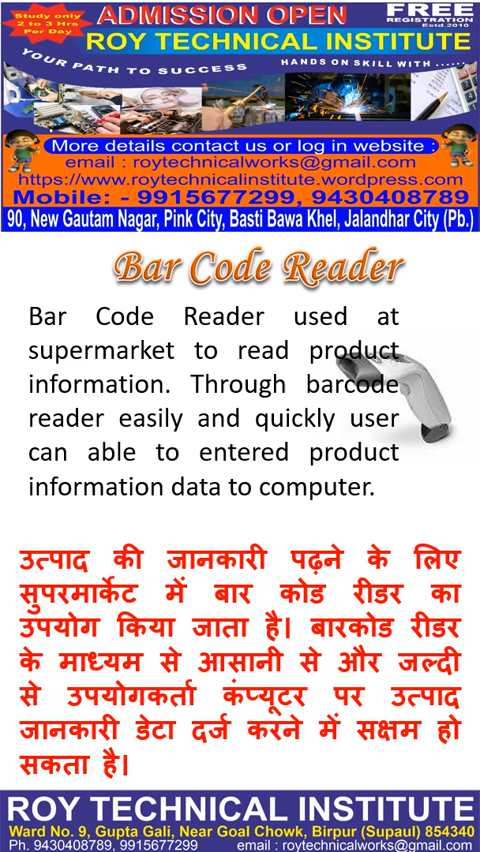 Study only
2 to 3 Hrs
Per Day
ADMISSION OPEN
FREE
REGISTRATION
Estd.2010
ROY TECHNICAL INSTITUTE
YOUR PATH TO SUCCESS
HANDS ON SKILL WITH ......
More details contact us or log in website :
email : roytechnicalworks@gmail.com
https://www.roytechnicalinstitute.wordpress.com
Mobile: - 9915677299, 9430408789
90, New Gautam Nagar, Pink City, Basti Bawa Khel, Jalandhar City (Pb.)
Bar Code Reader
Bar Code Reader used at
supermarket to read product
information. Through barcode
reader easily and quickly user
can able to entered product
information data to computer.
उत्पाद की जानकारी पढ़ने के लिए
सुपरमार्केट में बार कोड रीडर का
उपयोग किया जाता है। बारकोड रीडर
के माध्यम से आसानी से और जल्दी
से उपयोगकर्ता कंप्यूटर पर उत्पाद
जानकारी डेटा दर्ज करने में सक्षम हो
सकता है।
ROY TECHNICAL INSTITUTE
Ward No. 9, Gupta Gali, Near Goal Chowk, Birpur (Supaul) 854340
Ph. 9430408789, 9915677299 email : roytechnicalworks@gmail.com